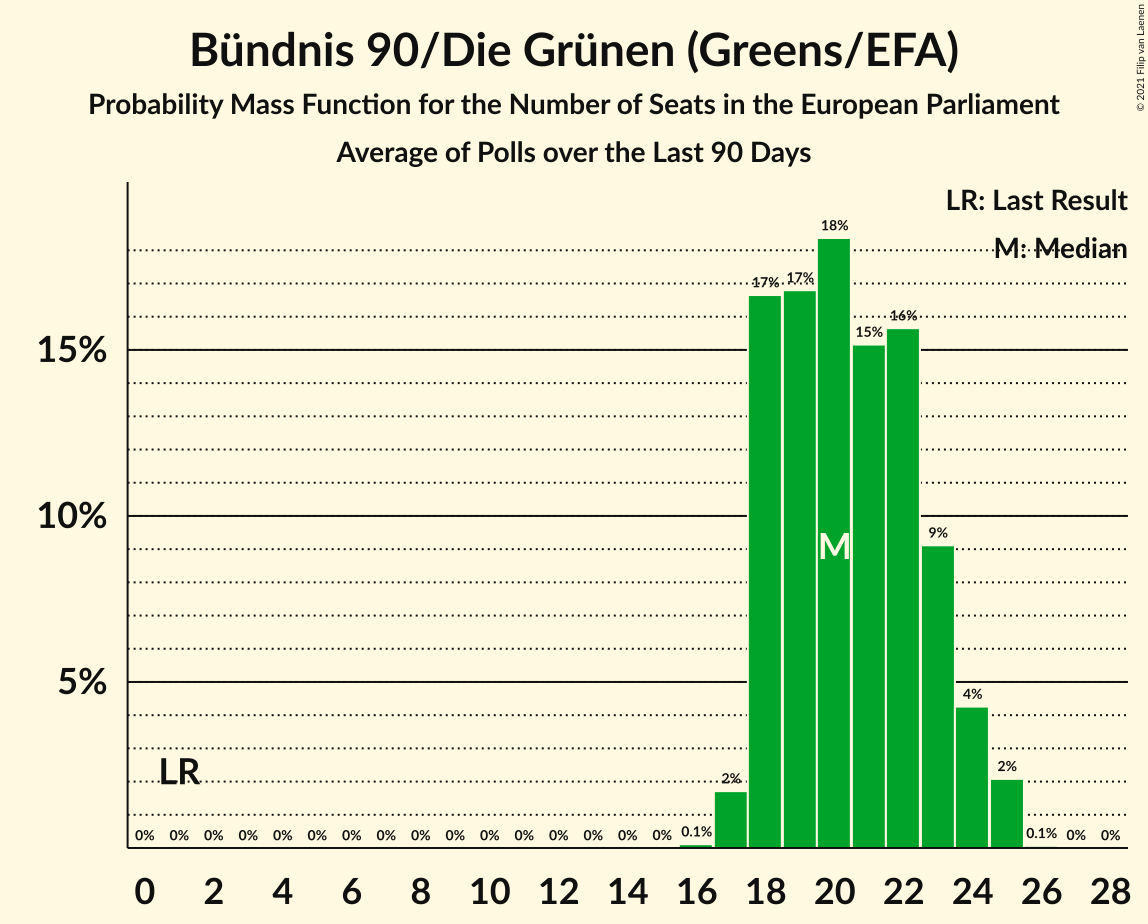 Bündnis 90/Die Grünen (Greens/EFA)
Probability Mass Function for the Number of Seats in the European Parliament
Average of Polls over the Last 90 Days
© 2021 Filip van Laenen
LR: Last Result
M: Median
18%
17% 17%
16%
15%
15%
10%
9%
M
5%
4%
LR
2% 2%
0% 0% 0% 0% 0% 0% 0% 0% 0% 0% 0% 0% 0% 0% 0% 0% 0.1% 0.1% 0% 0%
0 2 4 6 8 10 12 14 16 18 20 22 24 26 28